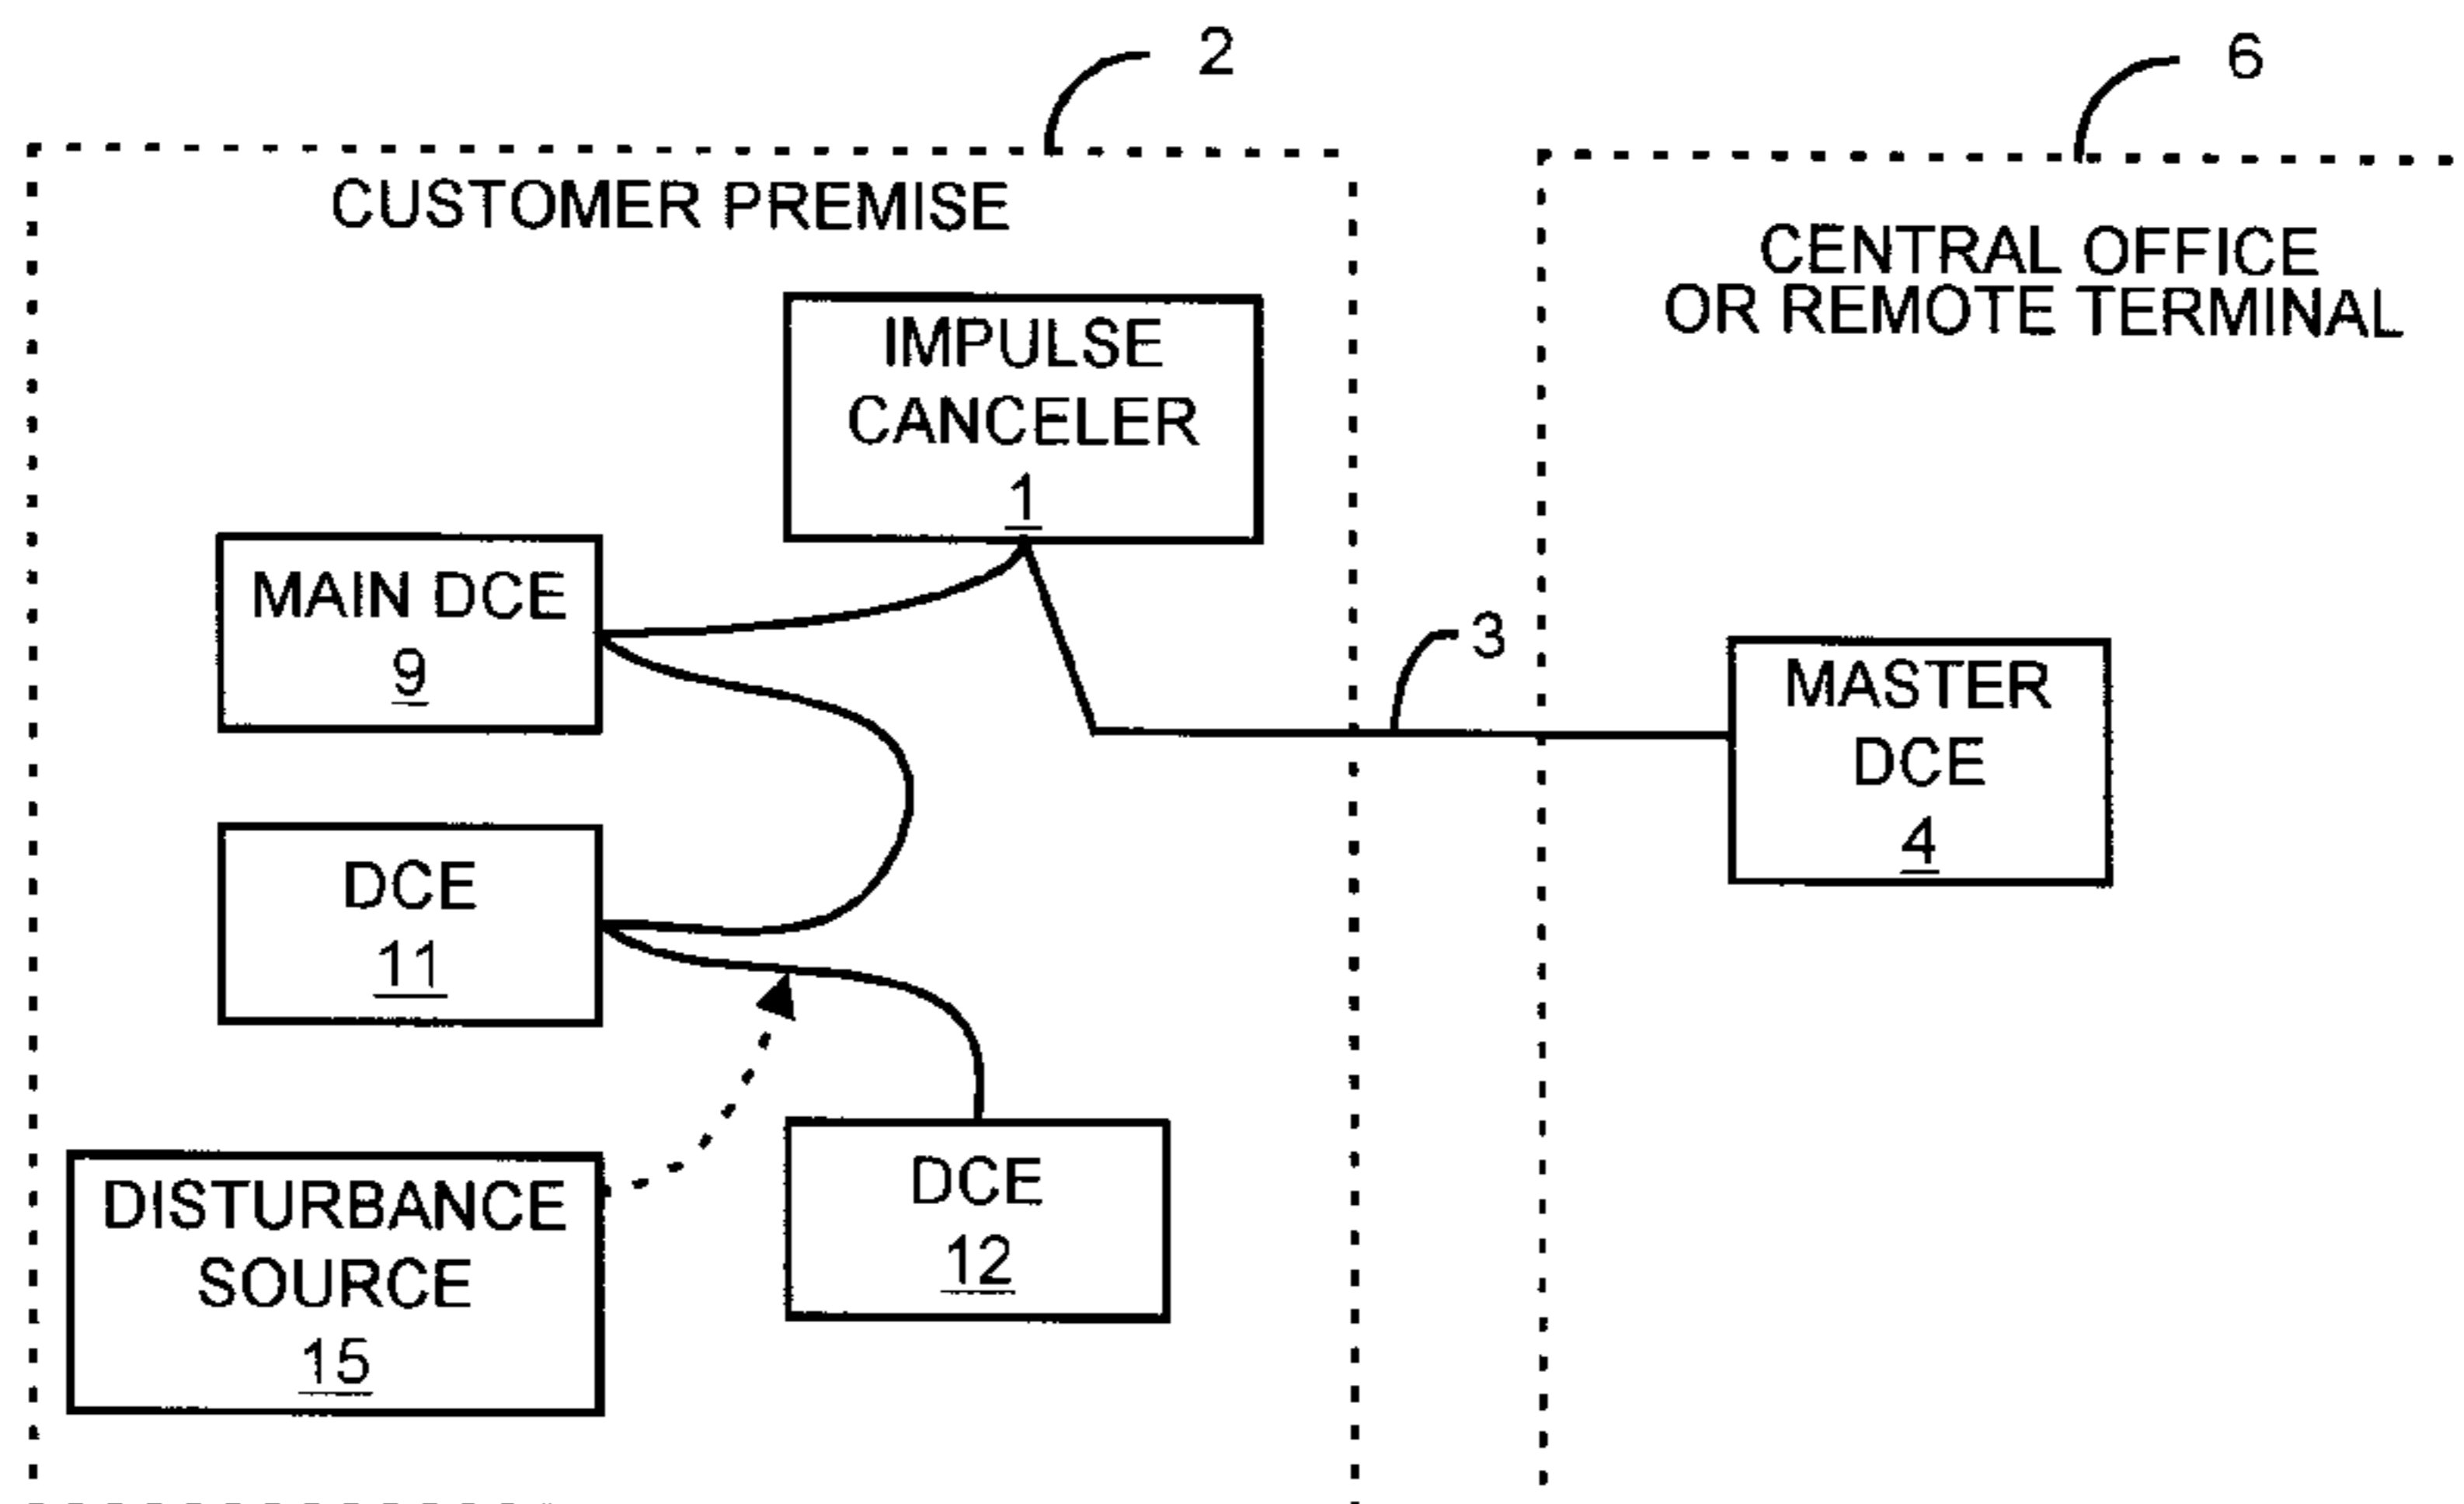 2
6
CUSTOMER PREMISE
CENTRAL OFFICE
OR REMOTE TERMINAL
IMPULSE
CANCELER
1
MAIN DCE
9
3
MASTER
DCE
4
DCE
11
DISTURBANCE
SOURCE
15
DCE
12